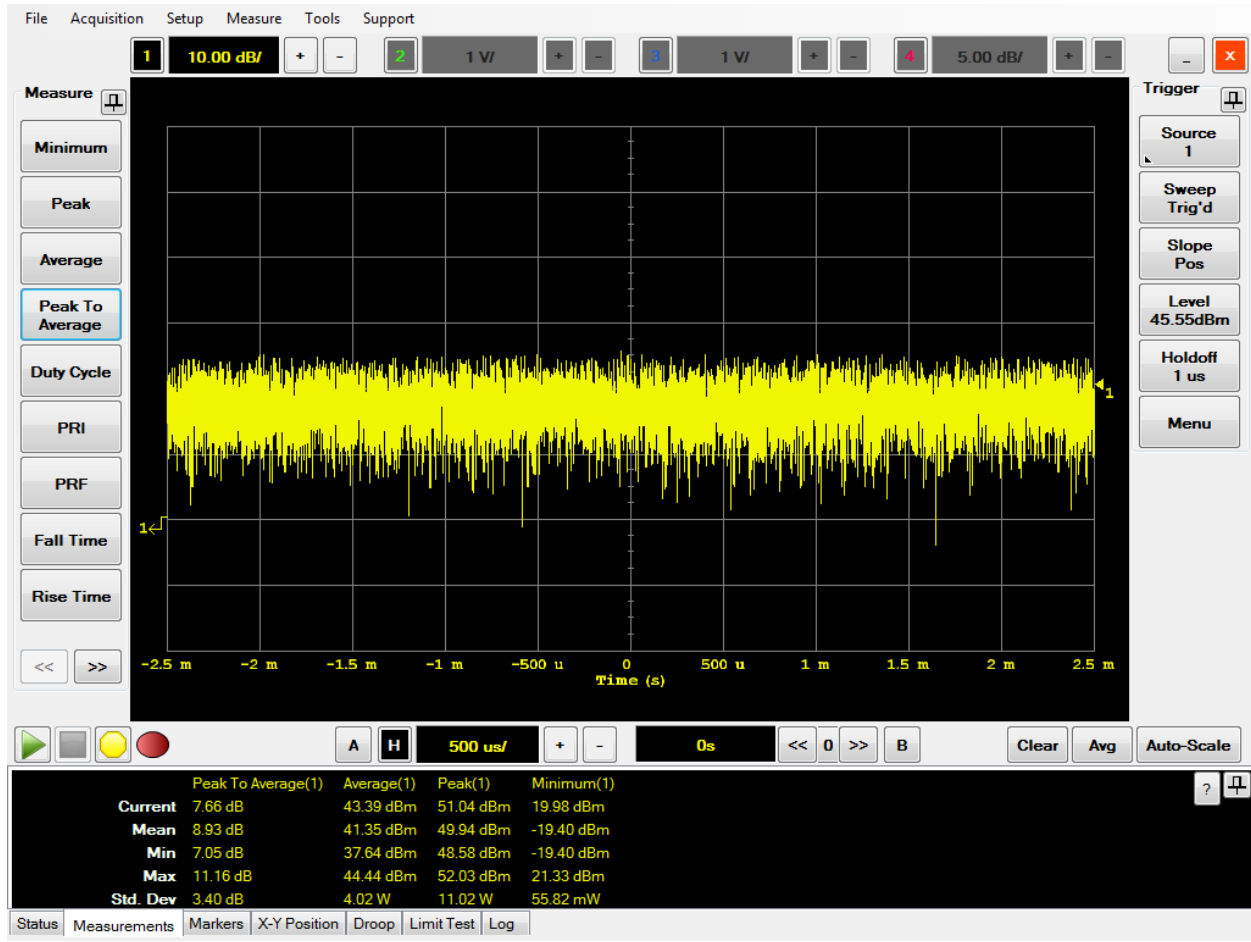 File Acquisition Setup Measure Tools Support
1 10.00 dB/ + - 2 1 V/ + - 3 1 V/ + - 4 5.00 dB/ + - _ X
Measure
Minimum
Peak
Average
Peak To
Average
Duty Cycle
PRI
PRF
Fall Time
Rise Time
<< >>
1
1
-2.5 m -2 m -1.5 m -1 m -500 u 0 500 u 1 m 1.5 m 2 m 2.5 m
Time (s)
Trigger
Source
1
Sweep
Trig'd
Slope
Pos
Level
45.55dBm
Holdoff
1 us
Menu
A H 500 us/ + - 0s << 0 >> B Clear Avg Auto-Scale
Peak To Average(1) Average(1) Peak(1) Minimum(1) ?
Current 7.66 dB 43.39 dBm 51.04 dBm 19.98 dBm
Mean 8.93 dB 41.35 dBm 49.94 dBm -19.40 dBm
Min 7.05 dB 37.64 dBm 48.58 dBm -19.40 dBm
Max 11.16 dB 44.44 dBm 52.03 dBm 21.33 dBm
Std. Dev 3.40 dB 4.02 W 11.02 W 55.82 mW
Status Measurements Markers X-Y Position Droop Limit Test Log